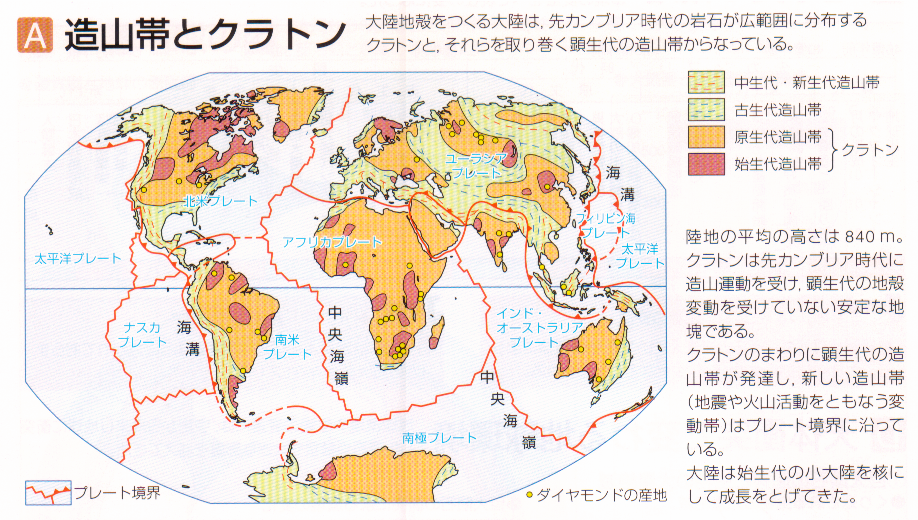 A 造山帯とクラトン
大陸地殻をつくる大陸は，先カンブリア時代の岩石が広範囲に分布する
クラトンと，それらを取り巻く顕生代の造山帯からなっている。
中生代・新生代造山帯
古生代造山帯
原生代造山帯
始生代造山帯
クラトン
ユーラシア
プレート
海
溝
北米プレート
フィリピン海
プレート
太平洋
プレート
アフリカプレート
太平洋プレート
ナスカ
プレート
海
溝
南米
プレート
中
央
海
嶺
インド・
オーストラリア
プレート
中
央
海
嶺
南極プレート
プレート境界
ダイヤモンドの産地
陸地の平均の高さは 840 m。
クラトンは先カンブリア時代に
造山運動を受け，顕生代の地殻
変動を受けていない安定な地
塊である。
クラトンのまわりに顕生代の造
山帯が発達し，新しい造山帯
（地震や火山活動をともなう変
動帯）はプレート境界に沿って
いる。
大陸は始生代の小大陸を核に
して成長をとげてきた。